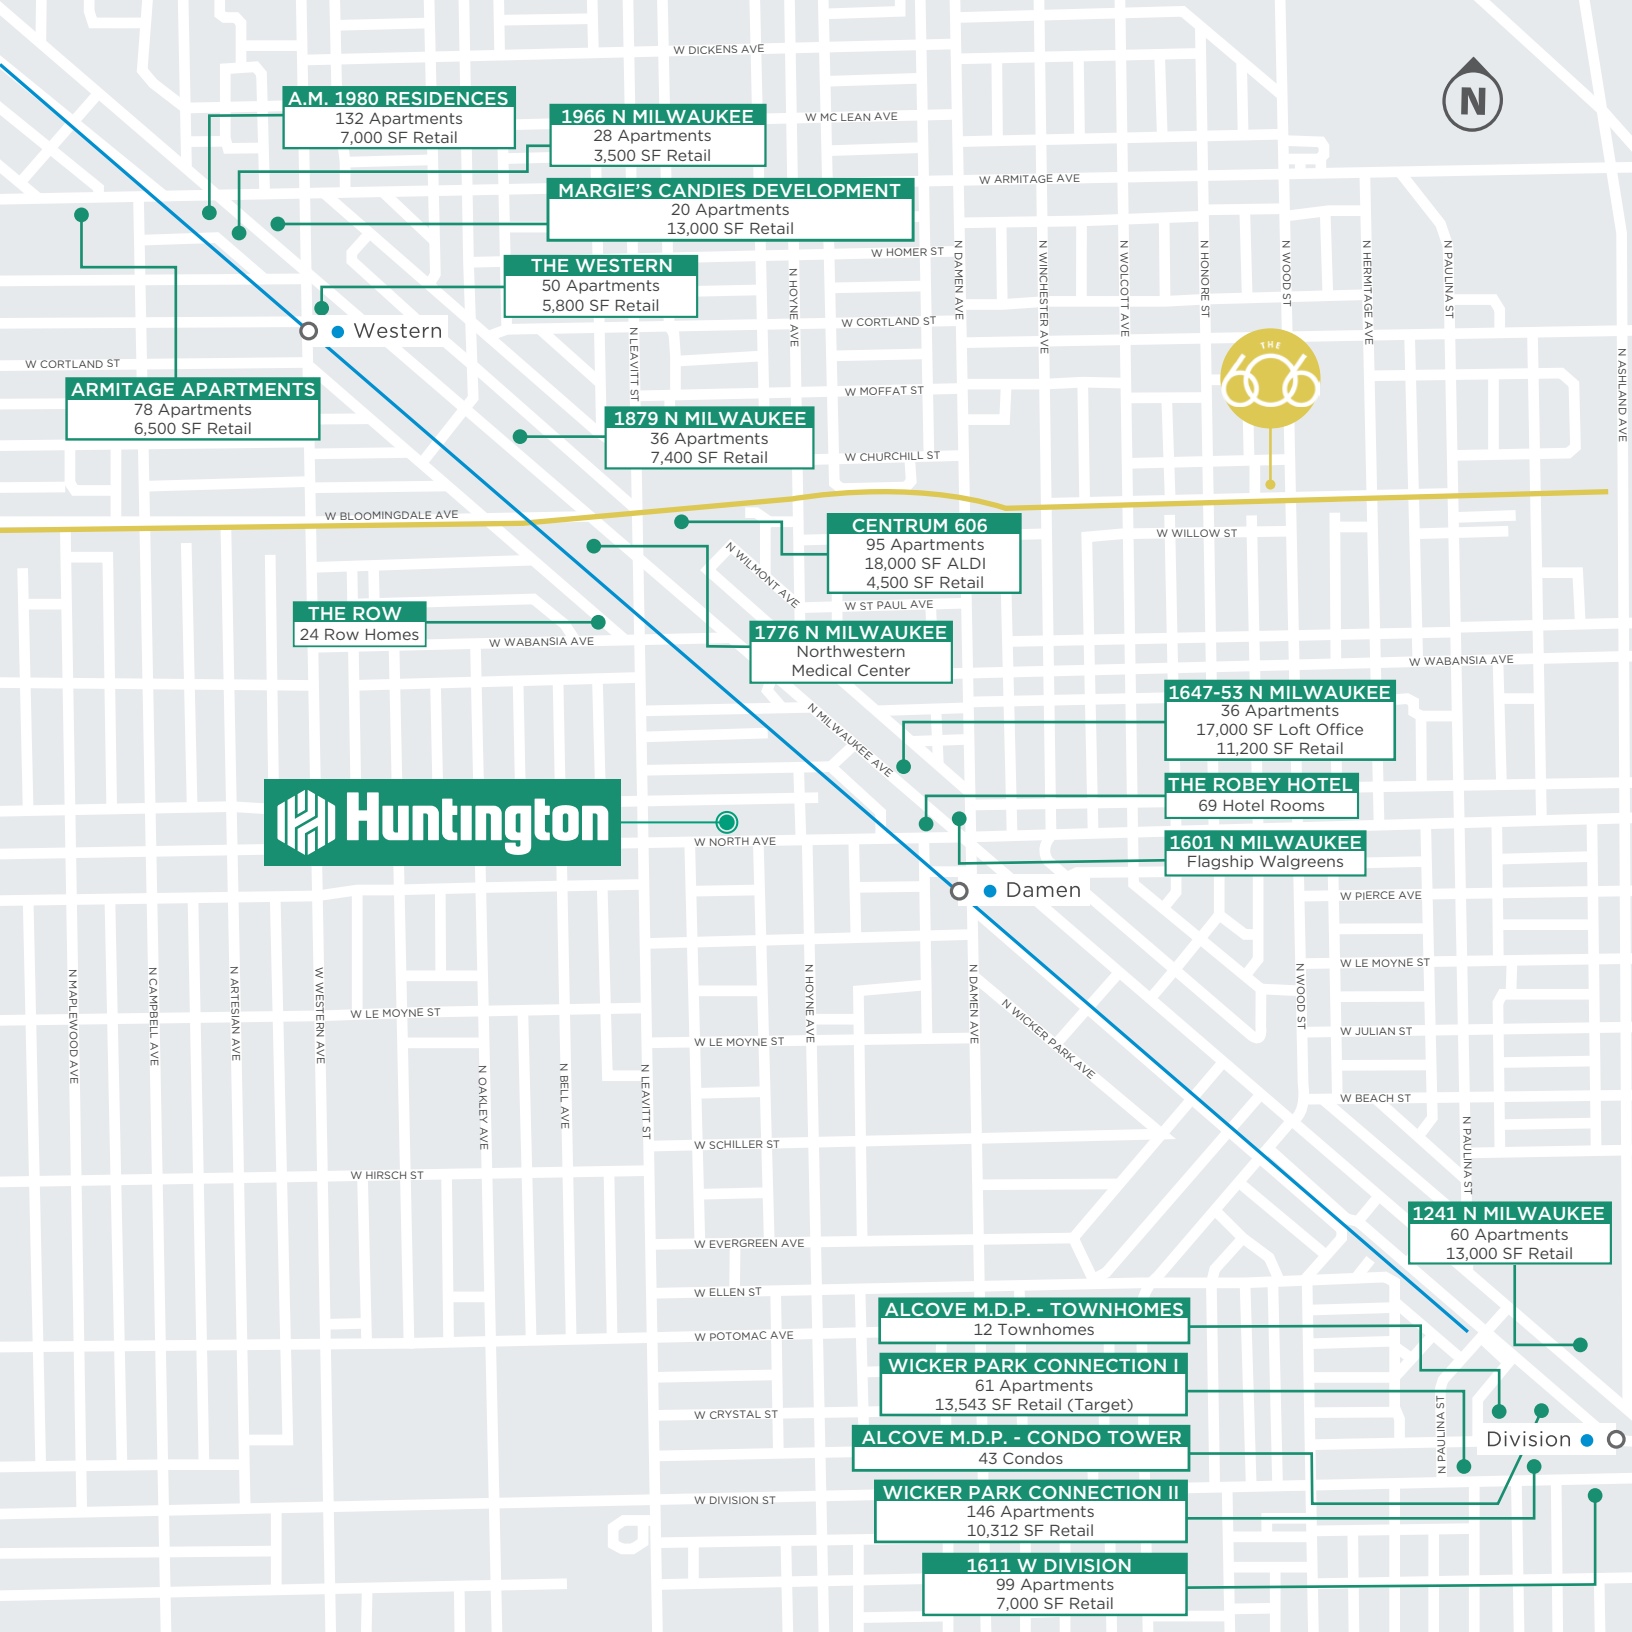 W DICKENS AVE
N
A.M. 1980 RESIDENCES
132 Apartments
7,000 SF Retail
1966 N MILWAUKEE
28 Apartments
3,500 SF Retail
W MC LEAN AVE
W ARMITAGE AVE
MARGIE'S CANDIES DEVELOPMENT
20 Apartments
13,000 SF Retail
W HOMER ST
N DAMEN AVE
N WINCHESTER AVE
N WOLCOTT AVE
N HONORE ST
N WOOD ST
N HERMITAGE AVE
N PAULINA ST
N HOYNE AVE
THE WESTERN
50 Apartments
5,800 SF Retail
W CORTLAND ST
Western
N LEAVITT ST
N ASHLAND AVE
THE
606
W CORTLAND ST
ARMITAGE APARTMENTS
78 Apartments
6,500 SF Retail
W MOFFAT ST
1879 N MILWAUKEE
36 Apartments
7,400 SF Retail
W CHURCHILL ST
W BLOOMINGDALE AVE
CENTRUM 606
95 Apartments
18,000 SF ALDI
4,500 SF Retail
W WILLOW ST
N WILMONT AVE
W ST PAUL AVE
THE ROW
24 Row Homes
W WABANSIA AVE
1776 N MILWAUKEE
Northwestern
Medical Center
W WABANSIA AVE
1647-53 N MILWAUKEE
36 Apartments
17,000 SF Loft Office
11,200 SF Retail
N MILWAUKEE AVE
THE ROBEY HOTEL
69 Hotel Rooms
Huntington
W NORTH AVE
1601 N MILWAUKEE
Flagship Walgreens
Damen
W PIERCE AVE
N MAPLEWOOD AVE
N CAMPBELL AVE
N ARTESIAN AVE
W WESTERN AVE
N HOYNE AVE
N DAMEN AVE
N WOOD ST
W LE MOYNE ST
W LE MOYNE ST
N WICKER PARK AVE
W JULIAN ST
W LE MOYNE ST
N OAKLEY AVE
N BELL AVE
N LEAVITT ST
W BEACH ST
W SCHILLER ST
N PAULINA ST
W HIRSCH ST
1241 N MILWAUKEE
60 Apartments
13,000 SF Retail
W EVERGREEN AVE
W ELLEN ST
ALCOVE M.D.P. - TOWNHOMES
12 Townhomes
W POTOMAC AVE
WICKER PARK CONNECTION I
61 Apartments
13,543 SF Retail (Target)
W CRYSTAL ST
N PAULINA ST
ALCOVE M.D.P. - CONDO TOWER
43 Condos
Division
WICKER PARK CONNECTION II
146 Apartments
10,312 SF Retail
W DIVISION ST
1611 W DIVISION
99 Apartments
7,000 SF Retail